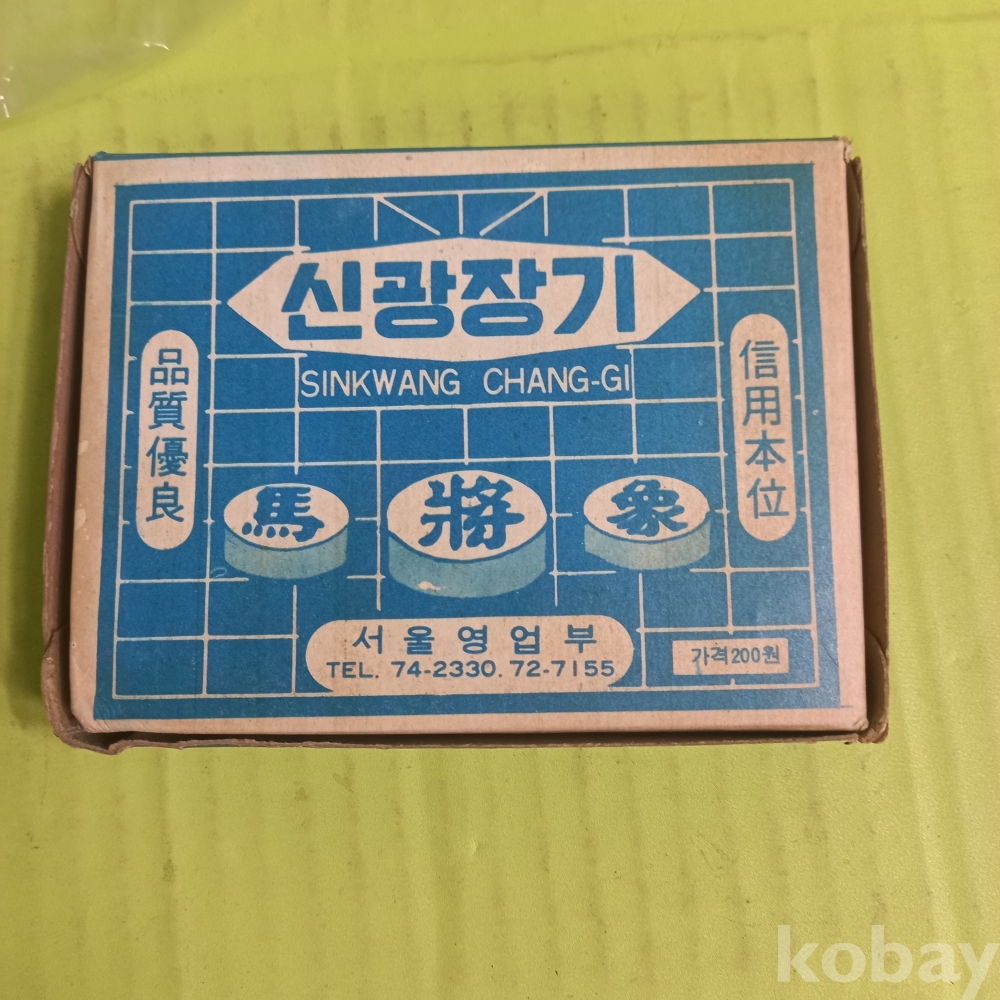 신광장기
SINKWANG CHANG-GI
品質優良
信用本位
馬 將 象
서울영업부
TEL. 74-2330. 72-7155
가격200원
kobay